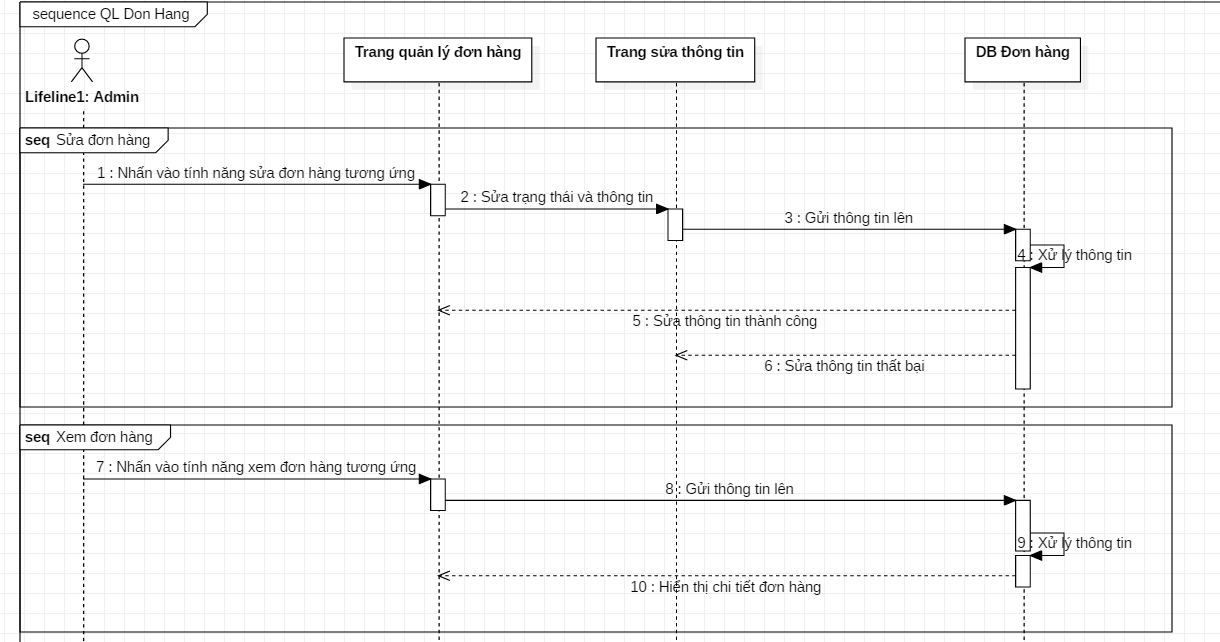 sequence QL Don Hang
Lifeline1: Admin
Trang quản lý đơn hàng
Trang sửa thông tin
DB Đơn hàng
seq Sửa đơn hàng
1 : Nhấn vào tính năng sửa đơn hàng tương ứng
2 : Sửa trạng thái và thông tin
3 : Gửi thông tin lên
4 : Xử lý thông tin
5 : Sửa thông tin thành công
6 : Sửa thông tin thất bại
seq Xem đơn hàng
7 : Nhấn vào tính năng xem đơn hàng tương ứng
8 : Gửi thông tin lên
9 : Xử lý thông tin
10 : Hiển thị chi tiết đơn hàng